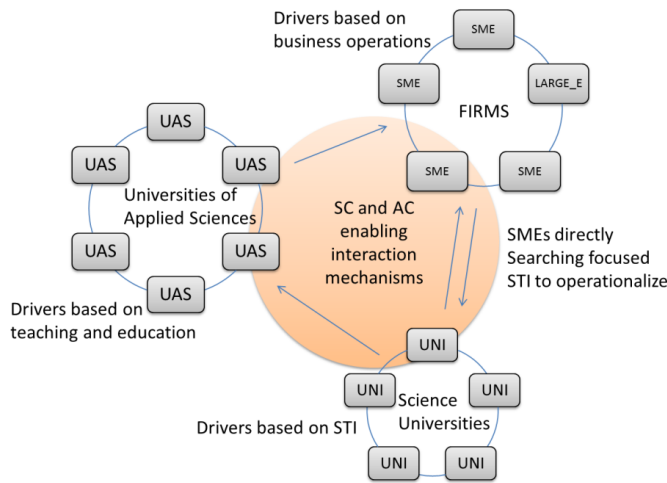 Drivers based on
business operations
SME
SME
LARGE_E
FIRMS
SME
SME
UAS
UAS
UAS
Universities of
Applied Sciences
UAS
UAS
UAS
Drivers based on
teaching and education
SC and AC
enabling
interaction
mechanisms
SMEs directly
Searching focused
STI to operationalize
UNI
UNI
UNI
Science
Universities
Drivers based on STI
UNI
UNI